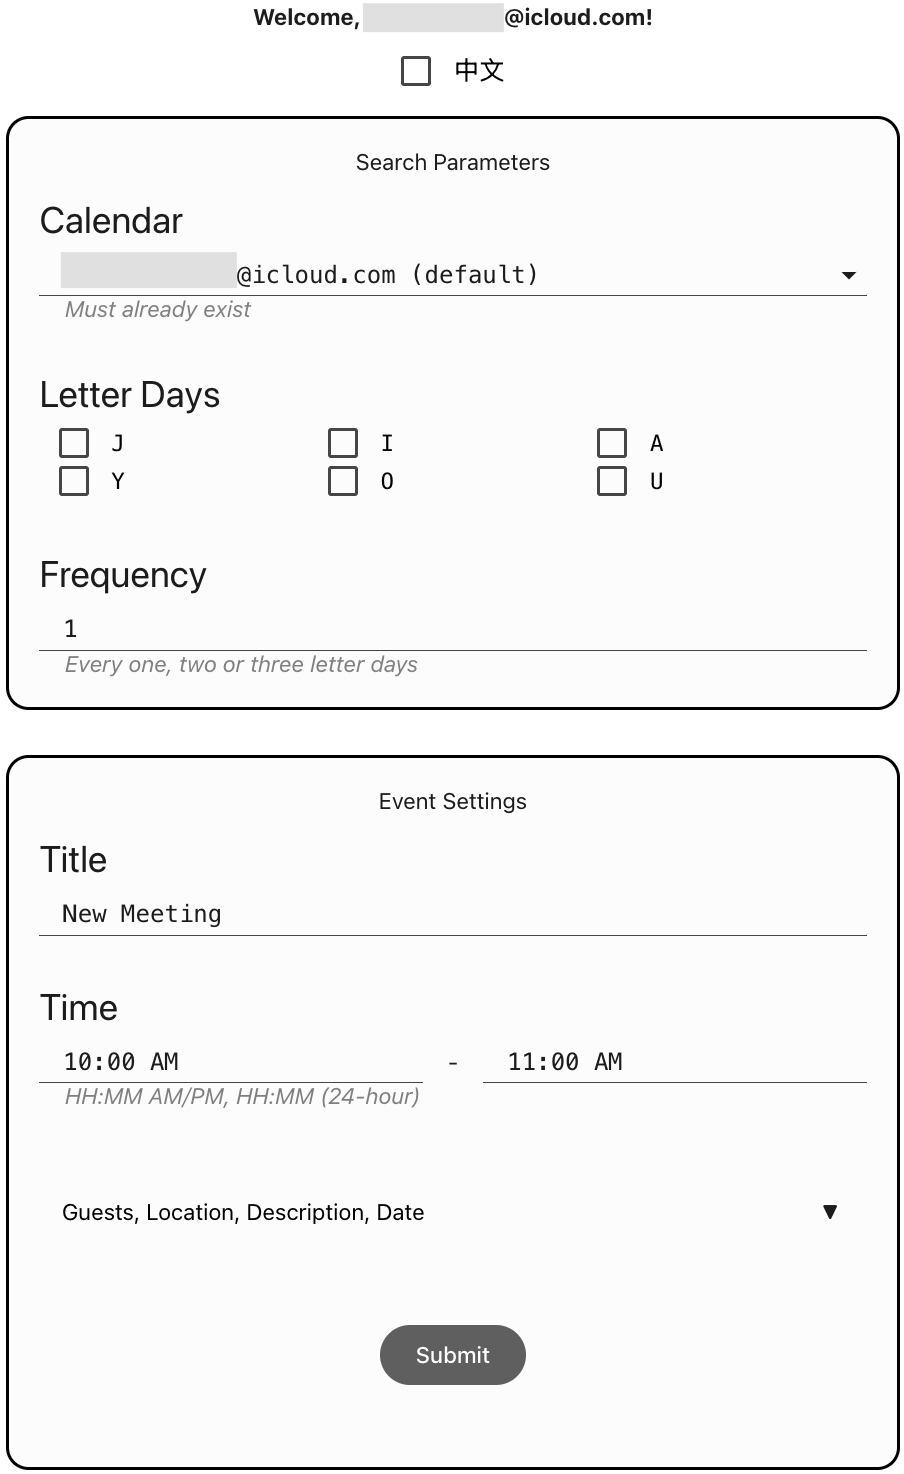 Welcome, @icloud.com!
中文
Search Parameters
Calendar
@icloud.com (default)
Must already exist
Letter Days
J I A
Y O U
Frequency
1
Every one, two or three letter days
Event Settings
Title
New Meeting
Time
10:00 AM - 11:00 AM
HH:MM AM/PM, HH:MM (24-hour)
Guests, Location, Description, Date
Submit